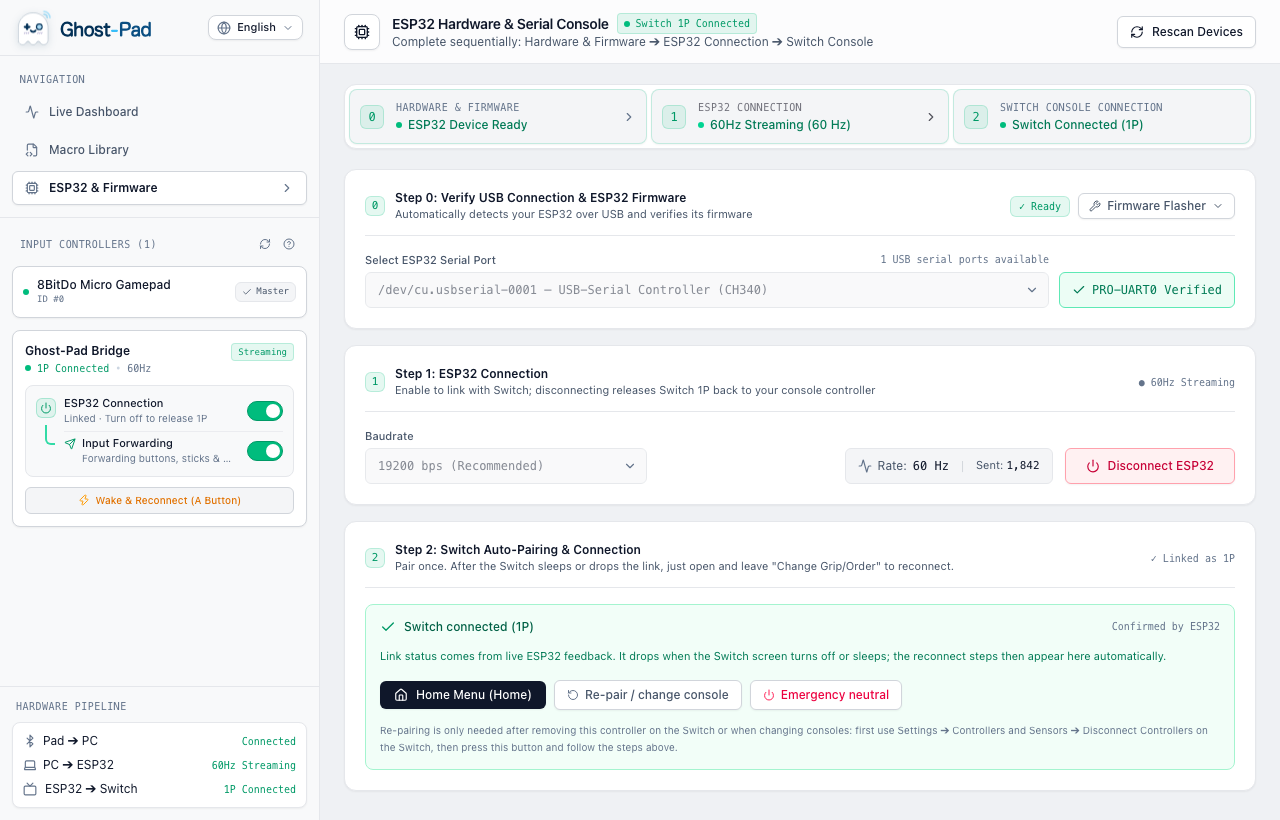 Ghost-Pad
English
NAVIGATION
Live Dashboard
Macro Library
ESP32 & Firmware
INPUT CONTROLLERS (1)
8BitDo Micro Gamepad
ID #0
Master
Ghost-Pad Bridge
Streaming
1P Connected • 60Hz
ESP32 Connection
Linked · Turn off to release 1P
Input Forwarding
Forwarding buttons, sticks & ...
Wake & Reconnect (A Button)
HARDWARE PIPELINE
Pad → PC Connected
PC → ESP32 60Hz Streaming
ESP32 → Switch 1P Connected
ESP32 Hardware & Serial Console
Switch 1P Connected
Complete sequentially: Hardware & Firmware → ESP32 Connection → Switch Console
Rescan Devices
0
HARDWARE & FIRMWARE
ESP32 Device Ready
1
ESP32 CONNECTION
60Hz Streaming (60 Hz)
2
SWITCH CONSOLE CONNECTION
Switch Connected (1P)
0
Step 0: Verify USB Connection & ESP32 Firmware
Automatically detects your ESP32 over USB and verifies its firmware
✓ Ready
Firmware Flasher
Select ESP32 Serial Port
1 USB serial ports available
/dev/cu.usbserial-0001 — USB-Serial Controller (CH340)
PRO-UART0 Verified
1
Step 1: ESP32 Connection
Enable to link with Switch; disconnecting releases Switch 1P back to your console controller
● 60Hz Streaming
Baudrate
19200 bps (Recommended)
Rate: 60 Hz | Sent: 1,842
Disconnect ESP32
2
Step 2: Switch Auto-Pairing & Connection
Pair once. After the Switch sleeps or drops the link, just open and leave "Change Grip/Order" to reconnect.
✓ Linked as 1P
Switch connected (1P)
Confirmed by ESP32
Link status comes from live ESP32 feedback. It drops when the Switch screen turns off or sleeps; the reconnect steps then appear here automatically.
Home Menu (Home)
Re-pair / change console
Emergency neutral
Re-pairing is only needed after removing this controller on the Switch or when changing consoles: first use Settings → Controllers and Sensors → Disconnect Controllers on
the Switch, then press this button and follow the steps above.